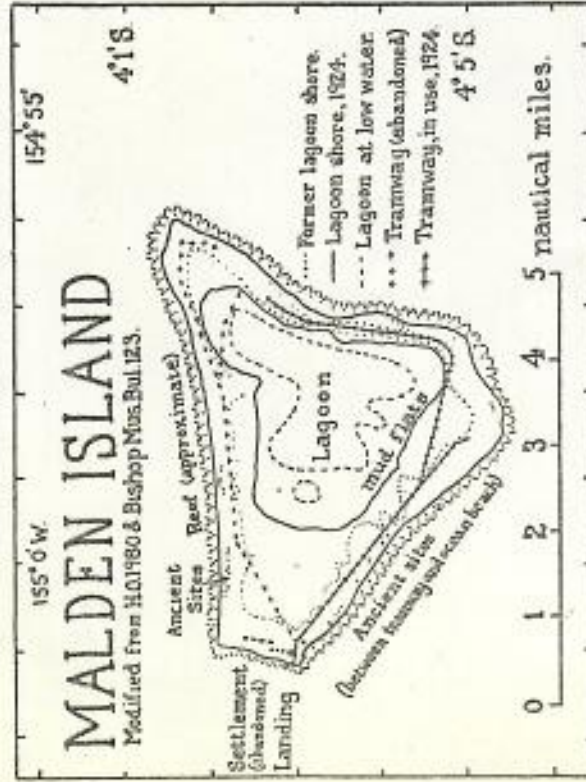 155°0'W.
154°55'
MALDEN ISLAND
Modified from H.O.1980 & Bishop Mus. Bul. 123.
4°1'S.
Ancient
Sites
Reef (approximate)
Settlement
(abandoned)
Landing
Lagoon
mud flats
Ancient sites
(between tramway and ocean beach)
Former lagoon shore.
Lagoon shore, 1924.
Lagoon at low water.
Tramway (abandoned)
Tramway, in use, 1924.
4°5'S.
0 1 2 3 4 5 nautical miles.